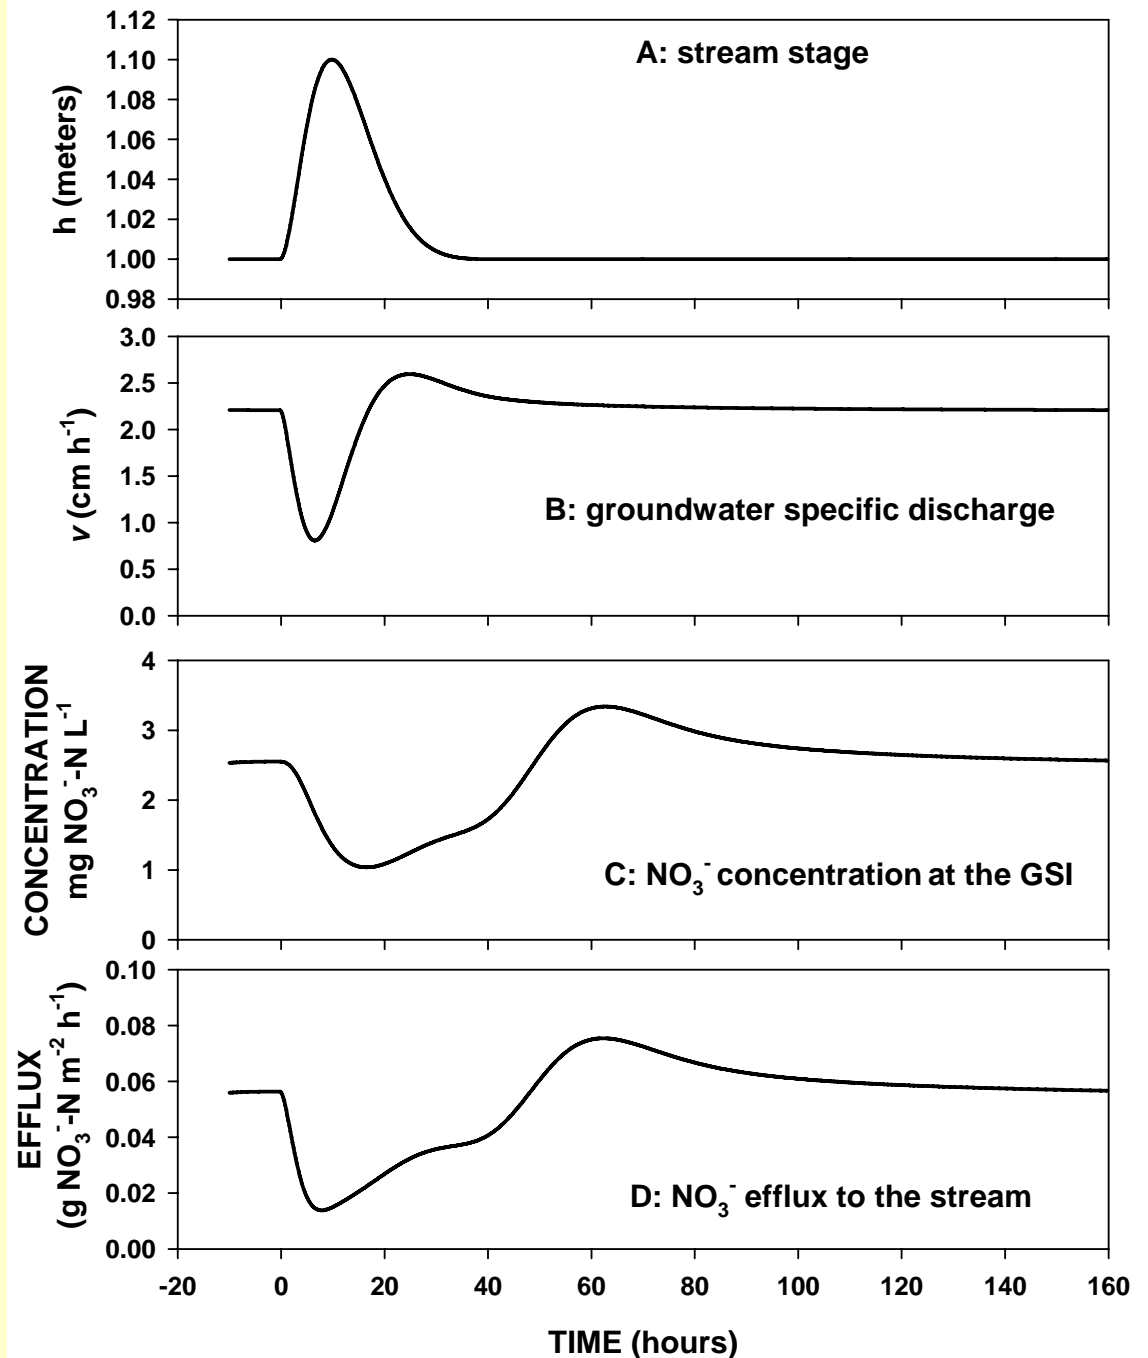 A: stream stage
h (meters)
1.12
1.10
1.08
1.06
1.04
1.02
1.00
0.98
B: groundwater specific discharge
v (cm h⁻¹)
3.0
2.5
2.0
1.5
1.0
0.5
0.0
C: NO₃⁻ concentration at the GSI
CONCENTRATION
mg NO₃⁻-N L⁻¹
4
3
2
1
0
D: NO₃⁻ efflux to the stream
EFFLUX
(g NO₃⁻-N m⁻² h⁻¹)
0.10
0.08
0.06
0.04
0.02
0.00
-20 0 20 40 60 80 100 120 140 160
TIME (hours)